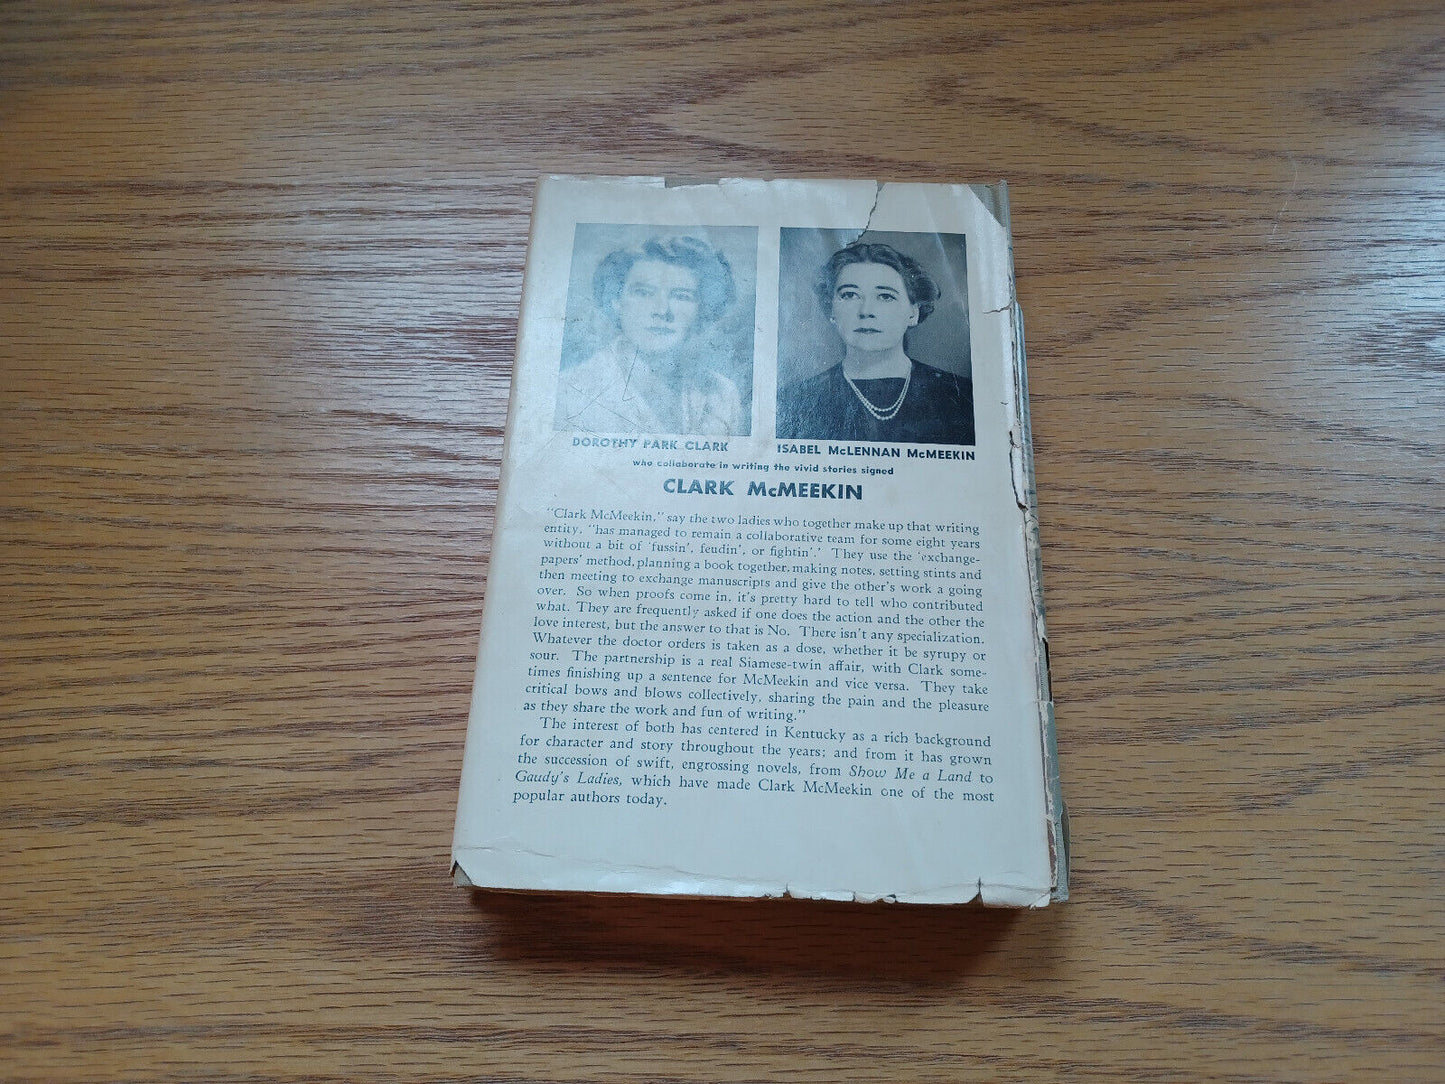 DOROTHY PARK CLARK
ISABEL McLENNAN McMEEKIN
who collaborate in writing the vivid stories signed
CLARK McMEEKIN
"Clark McMeekin," say the two ladies who together make up that writing
entity, "has managed to remain a collaborative team for some eight years
without a bit of 'fussin', feudin', or fightin'.' They use the 'exchange-
papers' method, planning a book together, making notes, setting stints and
then meeting to exchange manuscripts and give the other's work a going
over. So when proofs come in, it's pretty hard to tell who contributed
what. They are frequently asked if one does the action and the other the
love interest, but the answer to that is No. There isn't any specialization.
Whatever the doctor orders is taken as a dose, whether it be syrupy or
sour. The partnership is a real Siamese-twin affair, with Clark some-
times finishing up a sentence for McMeekin and vice versa. They take
critical bows and blows collectively, sharing the pain and the pleasure
as they share the work and fun of writing."
The interest of both has centered in Kentucky as a rich background
for character and story throughout the years; and from it has grown
the succession of swift, engrossing novels, from Show Me a Land to
Gaudy's Ladies, which have made Clark McMeekin one of the most
popular authors today.